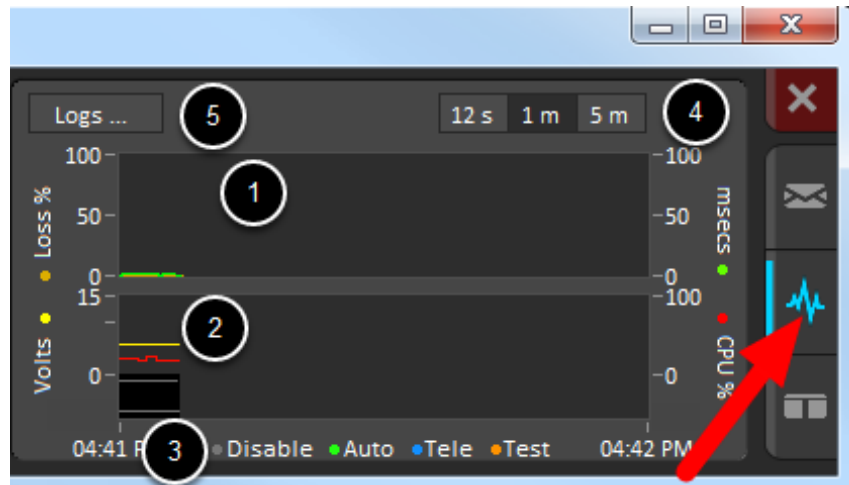 Logs ... 5 12 s 1 m 5 m 4
100 100
1
Loss % 50 50 msecs
0 0
15 100
2
Volts 0 0 CPU %
04:41 P 3 Disable Auto Tele Test 04:42 PM